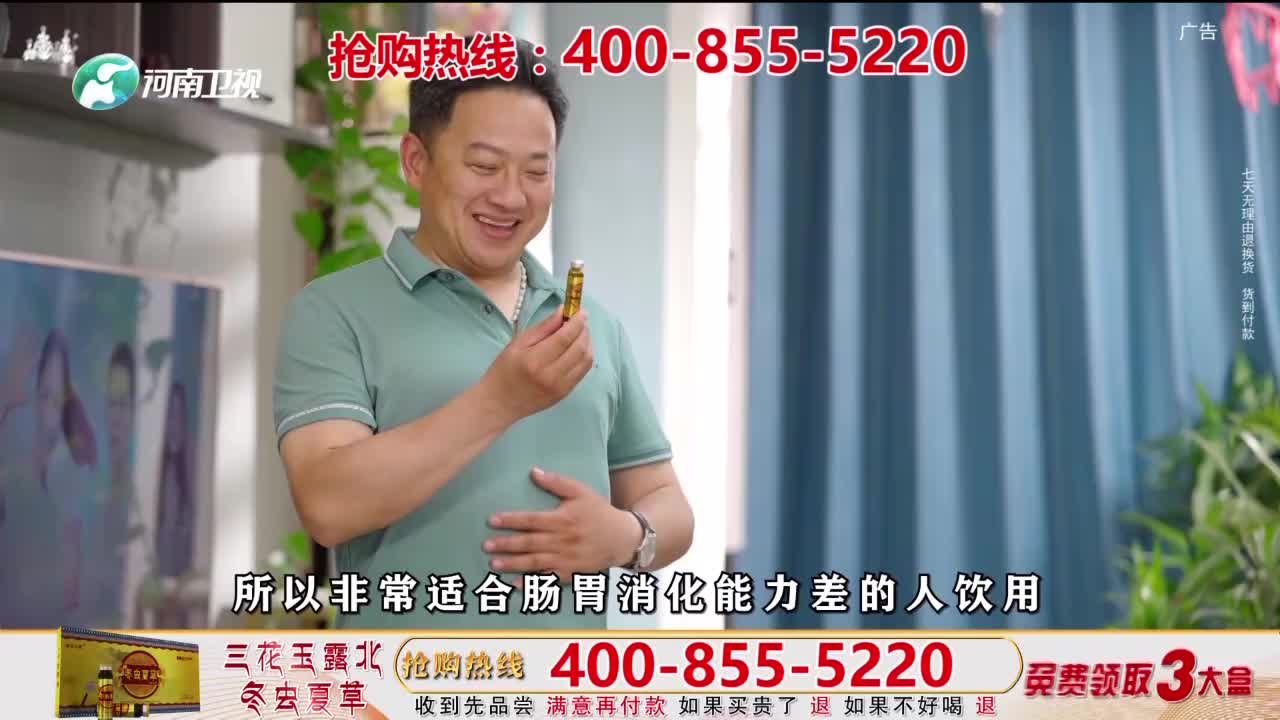 抢购热线：400-855-5220
广告
河南卫视
七天无理由退换货 货到付款
所以非常适合肠胃消化能力差的人饮用
冬虫夏草
三花玉露北
冬虫夏草
抢购热线 400-855-5220
收到先品尝 满意再付款 如果买贵了 退 如果不好喝 退
免费领取3大盒